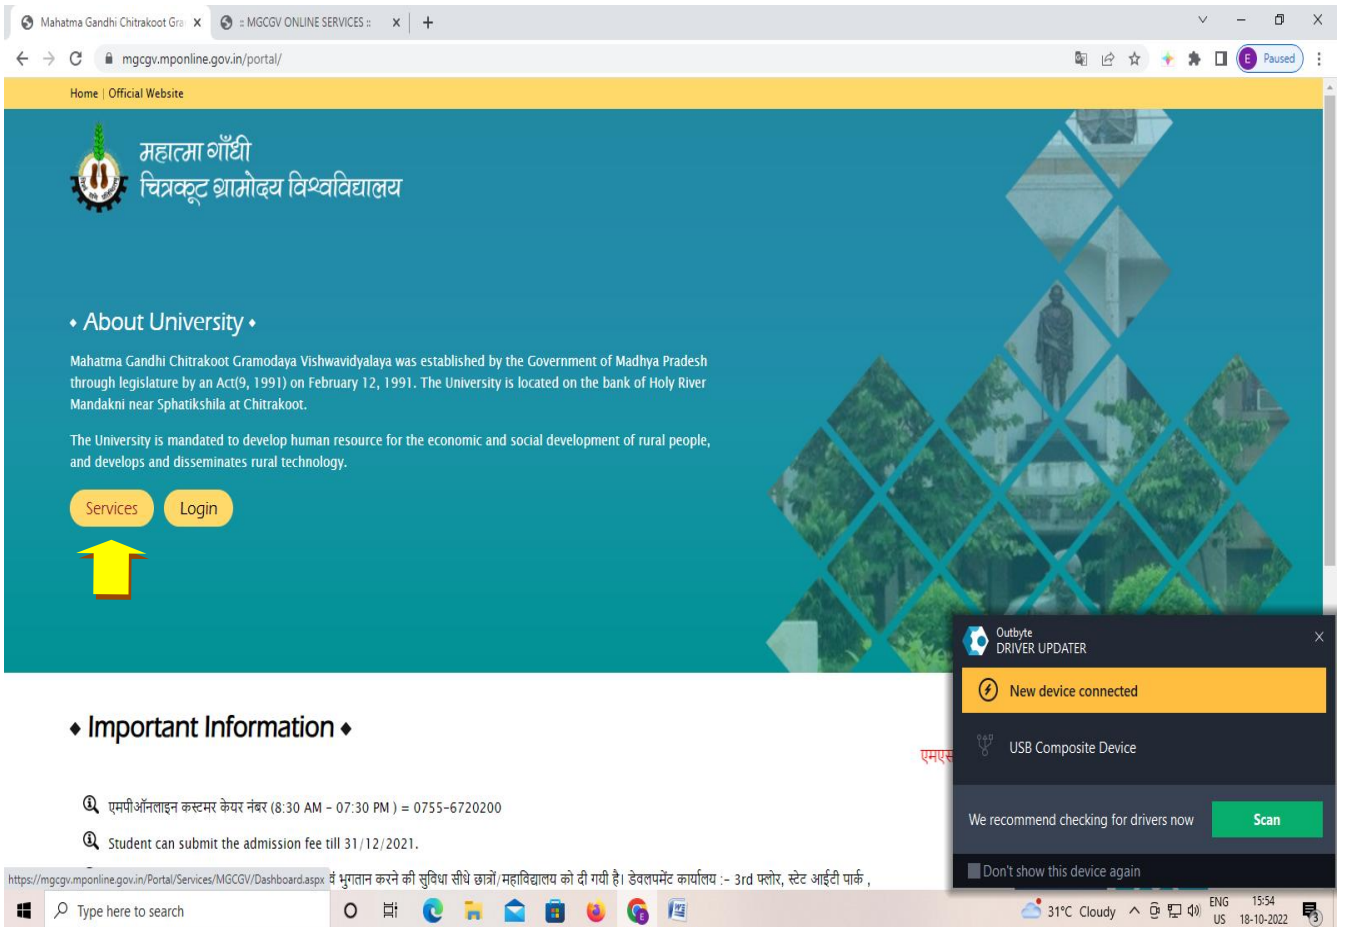 Mahatma Gandhi Chitrakoot Gra
:: MGCGV ONLINE SERVICES ::
mgcgv.mponline.gov.in/portal/
E Paused
Home | Official Website
महात्मा गाँधी
चित्रकूट ग्रामोदय विश्वविद्यालय
About University
Mahatma Gandhi Chitrakoot Gramodaya Vishwavidyalaya was established by the Government of Madhya Pradesh
through legislature by an Act(9, 1991) on February 12, 1991. The University is located on the bank of Holy River
Mandakni near Sphatikshila at Chitrakoot.
The University is mandated to develop human resource for the economic and social development of rural people,
and develops and disseminates rural technology.
Services Login
Outbyte
DRIVER UPDATER
New device connected
USB Composite Device
We recommend checking for drivers now Scan
Don't show this device again
Important Information
एमएस
एमपीऑनलाइन कस्टमर केयर नंबर (8:30 AM – 07:30 PM ) = 0755-6720200
Student can submit the admission fee till 31/12/2021.
https://mgcgv.mponline.gov.in/Portal/Services/MGCGV/Dashboard.aspx
वं भुगतान करने की सुविधा सीधे छात्रों/महाविद्यालय को दी गयी है। डेवलपमेंट कार्यालय :- 3rd फ्लोर, स्टेट आईटी पार्क ,
Type here to search
31°C Cloudy
ENG
US
15:54
18-10-2022
3